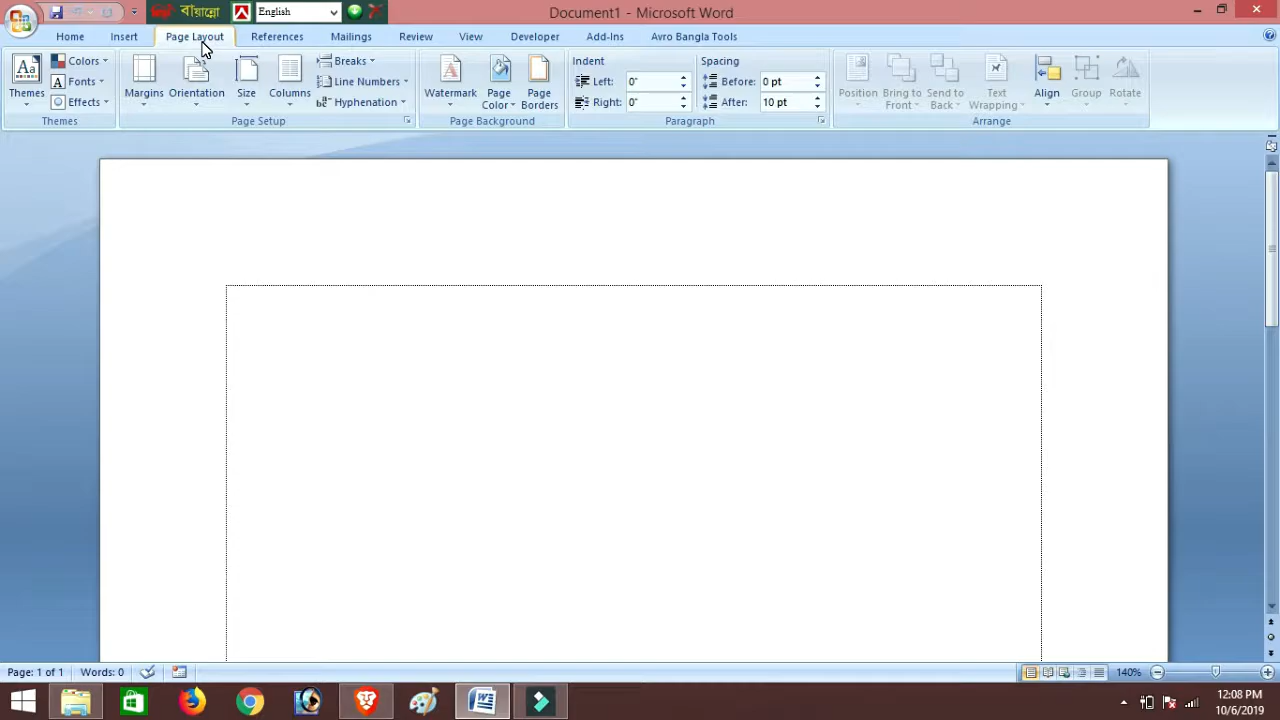 বায়ান্নো English Document1 - Microsoft Word
Home Insert Page Layout References Mailings Review View Developer Add-Ins Avro Bangla Tools
Themes Colors Fonts Effects
Themes
Margins Orientation Size Columns Breaks Line Numbers Hyphenation
Page Setup
Watermark Page Color Page Borders
Page Background
Indent
Left: 0"
Right: 0"
Spacing
Before: 0 pt
After: 10 pt
Paragraph
Position Bring to Front Send to Back Text Wrapping Align Group Rotate
Arrange
Page: 1 of 1 Words: 0 140%
12:08 PM
10/6/2019